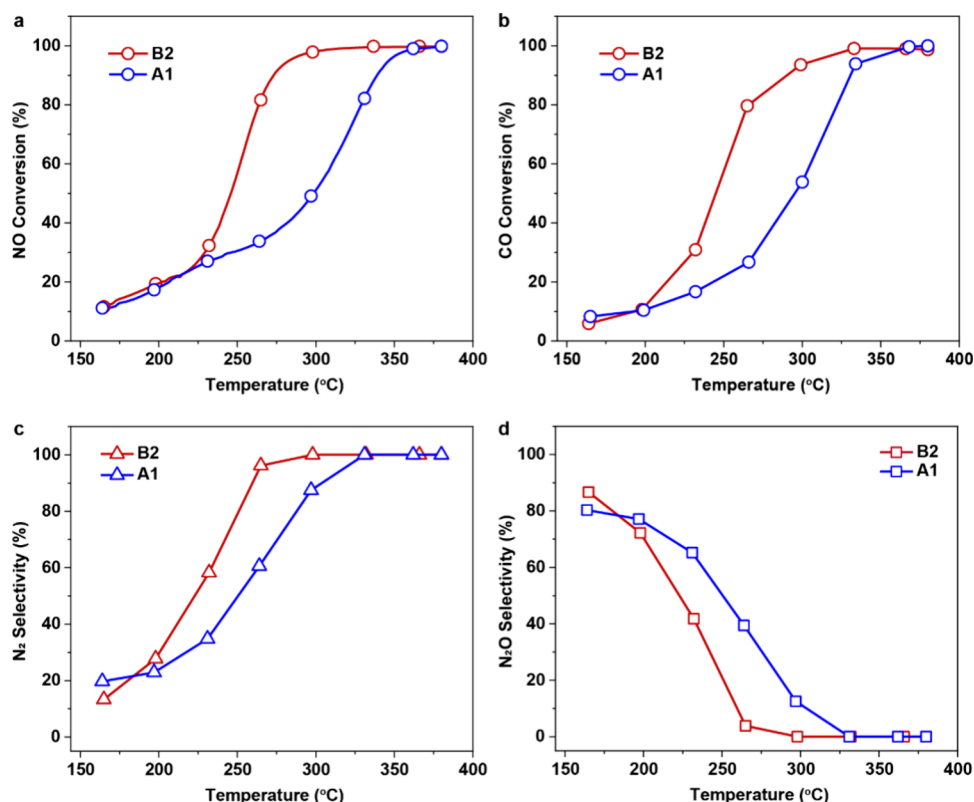 a
B2
A1
NO Conversion (%)
100
80
60
40
20
0
150 200 250 300 350 400
Temperature (°C)
b
B2
A1
CO Conversion (%)
100
80
60
40
20
0
150 200 250 300 350 400
Temperature (°C)
c
B2
A1
N₂ Selectivity (%)
100
80
60
40
20
0
150 200 250 300 350 400
Temperature (°C)
d
B2
A1
N₂O Selectivity (%)
100
80
60
40
20
0
150 200 250 300 350 400
Temperature (°C)